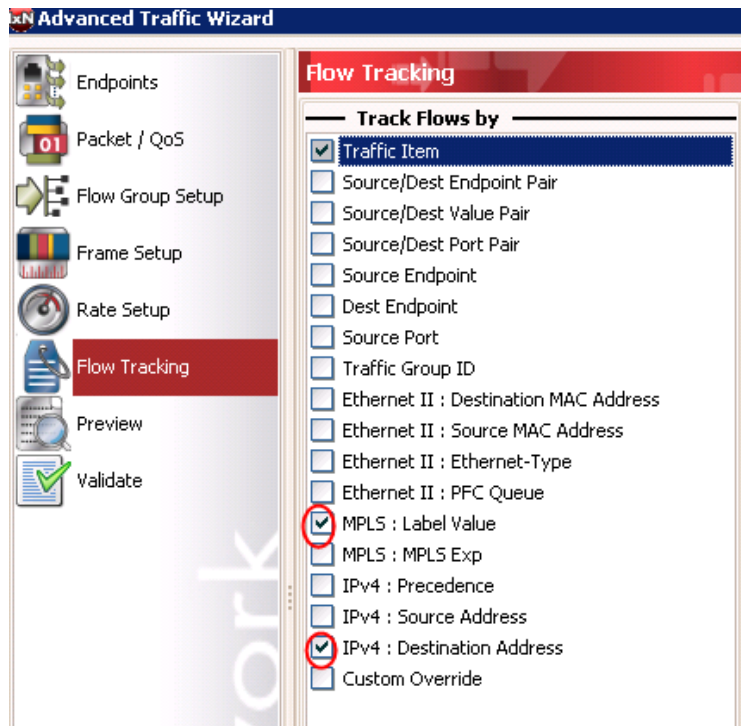 IxN Advanced Traffic Wizard
Endpoints
Packet / QoS
Flow Group Setup
Frame Setup
Rate Setup
Flow Tracking
Preview
Validate
Flow Tracking
Track Flows by
Traffic Item
Source/Dest Endpoint Pair
Source/Dest Value Pair
Source/Dest Port Pair
Source Endpoint
Dest Endpoint
Source Port
Traffic Group ID
Ethernet II : Destination MAC Address
Ethernet II : Source MAC Address
Ethernet II : Ethernet-Type
Ethernet II : PFC Queue
MPLS : Label Value
MPLS : MPLS Exp
IPv4 : Precedence
IPv4 : Source Address
IPv4 : Destination Address
Custom Override
01
work